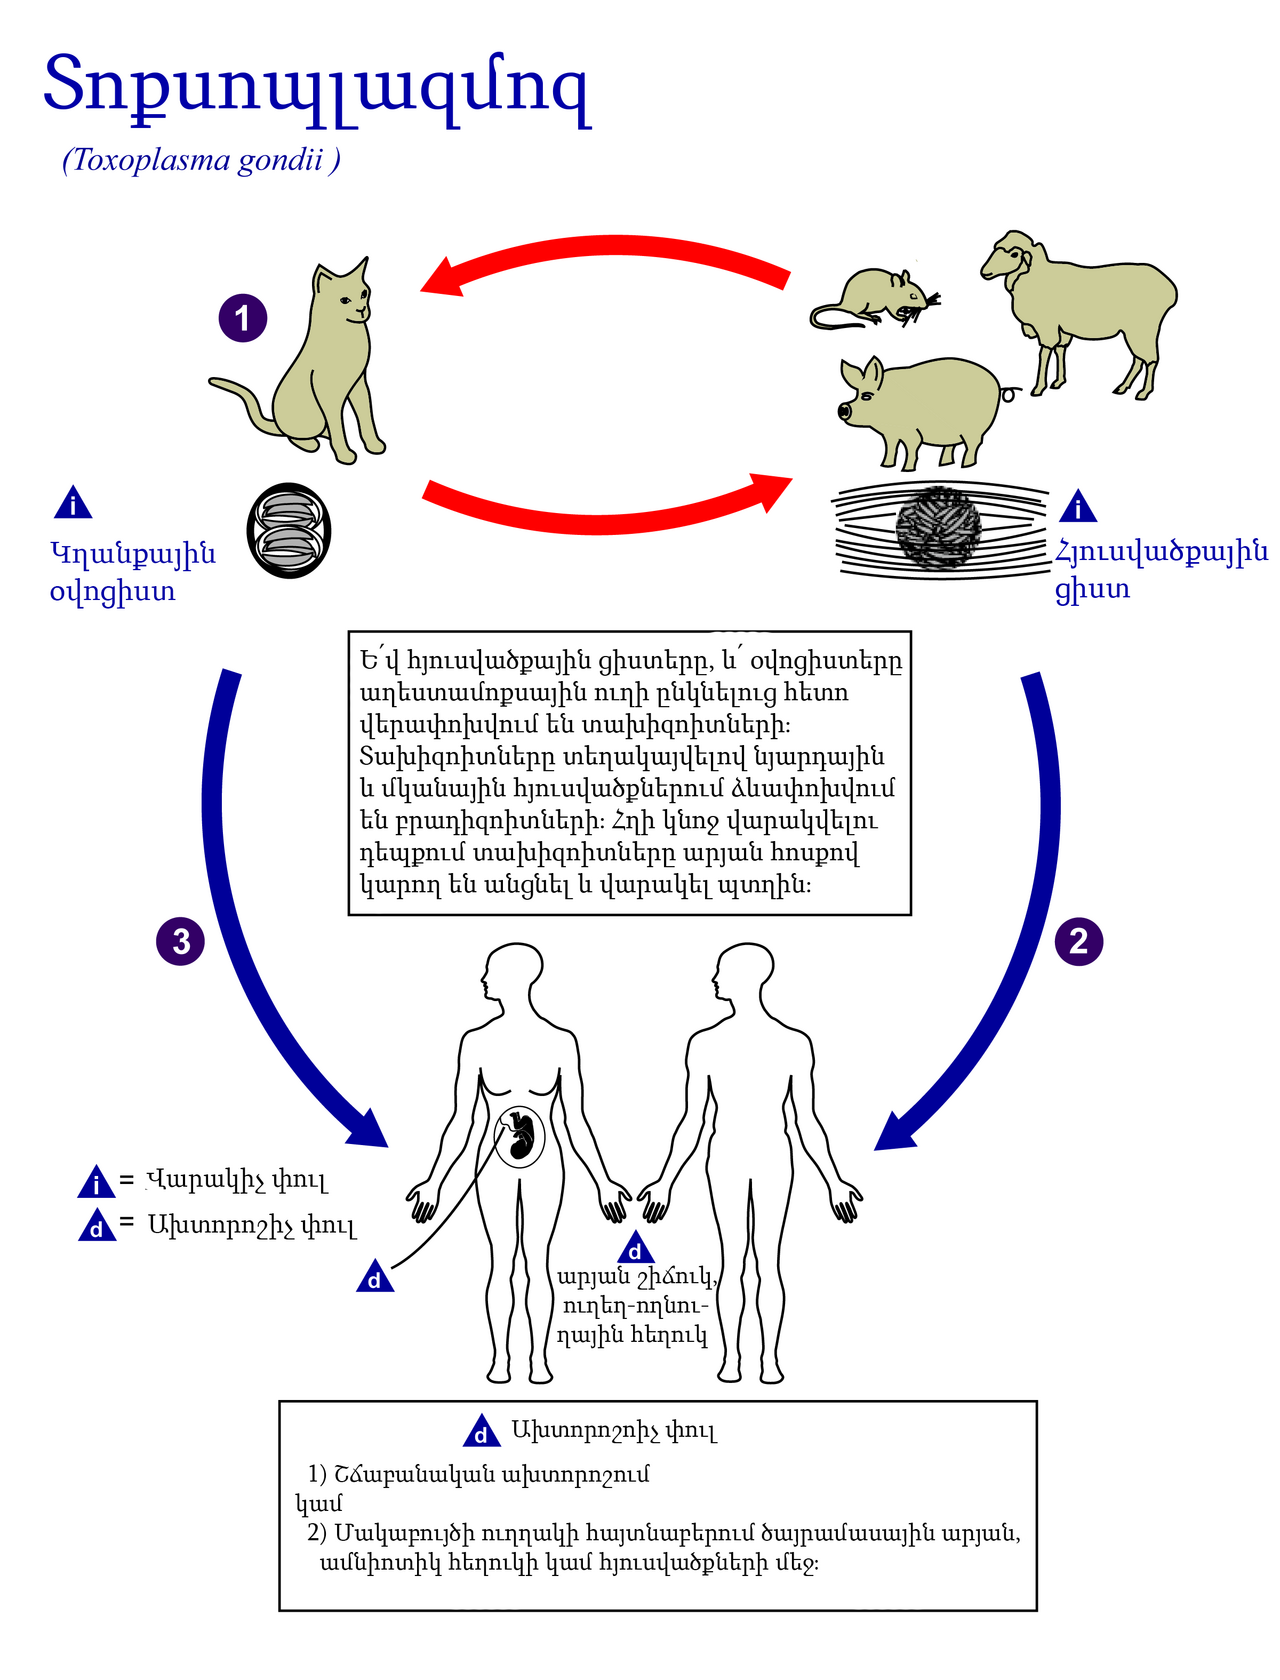 Տոքսոպլազմոզ
(Toxoplasma gondii )
1
i
Կղանքային
օվոցիստ
i
Հյուսվածքային
ցիստ
Ե՛վ հյուսվածքային ցիստերը, և՛ օվոցիստերը
աղեստամոքսային ուղի ընկնելուց հետո
վերափոխվում են տախիզոիտների։
Տախիզոիտները տեղակայվելով նյարդային
և մկանային հյուսվածքներում ձևափոխվում
են բրադիզոիտների։ Հղի կնոջ վարակվելու
դեպքում տախիզոիտները արյան հոսքով
կարող են անցնել և վարակել պտղին։
3
2
i = Վարակիչ փուլ
d = Ախտորոշիչ փուլ
d
d
արյան շիճուկ,
ուղեղ-ողնու-
ղային հեղուկ
d Ախտորոշոիչ փուլ
1) Շճաբանական ախտորոշում
կամ
2) Մակաբույծի ուղղակի հայտնաբերում ծայրամասային արյան,
ամնիոտիկ հեղուկի կամ հյուսվածքների մեջ։